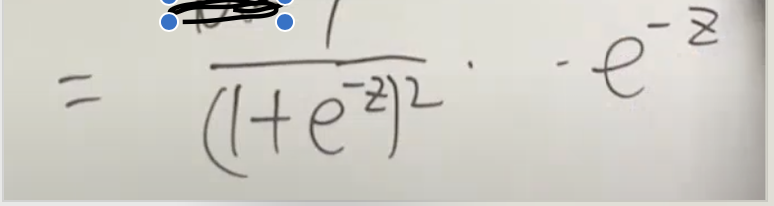 = 1/(1+e^{-z})^2 · -e^{-z}